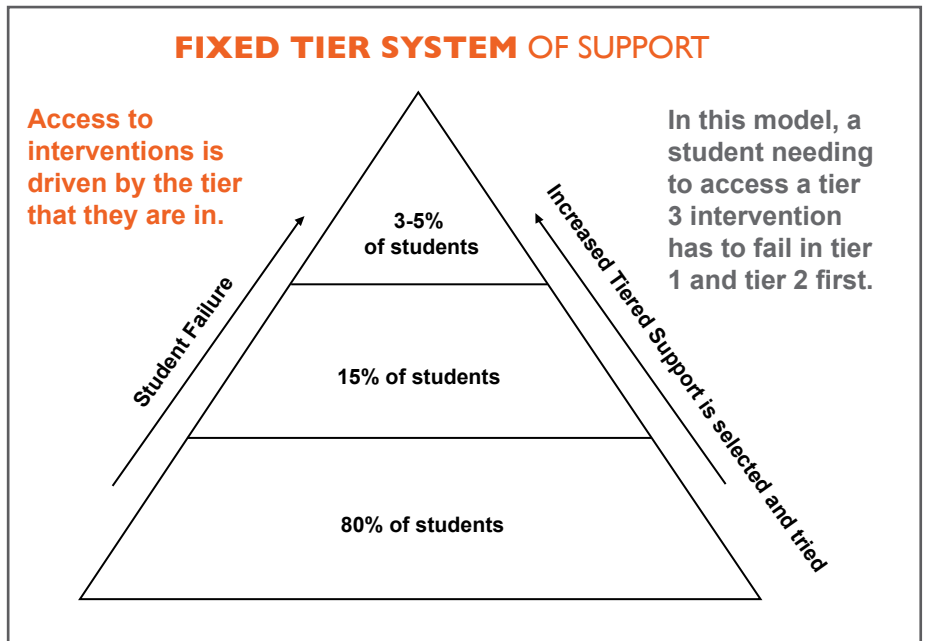 FIXED TIER SYSTEM OF SUPPORT
Access to
interventions is
driven by the tier
that they are in.
In this model, a
student needing
to access a tier
3 intervention
has to fail in tier
1 and tier 2 first.
Student Failure
3-5%
of students
Increased Tiered Support is selected and tried
15% of students
80% of students